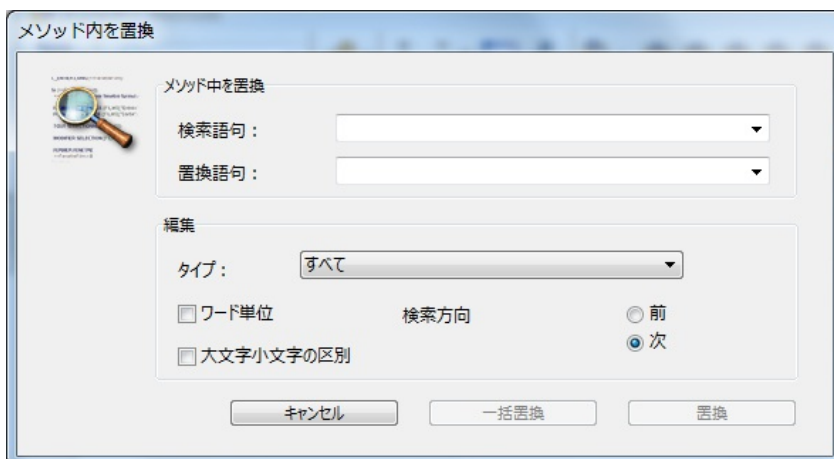 メソッド内を置換
メソッド中を置換
検索語句：
置換語句：
編集
タイプ： すべて
ワード単位 検索方向 前
次
大文字小文字の区別
キャンセル 一括置換 置換